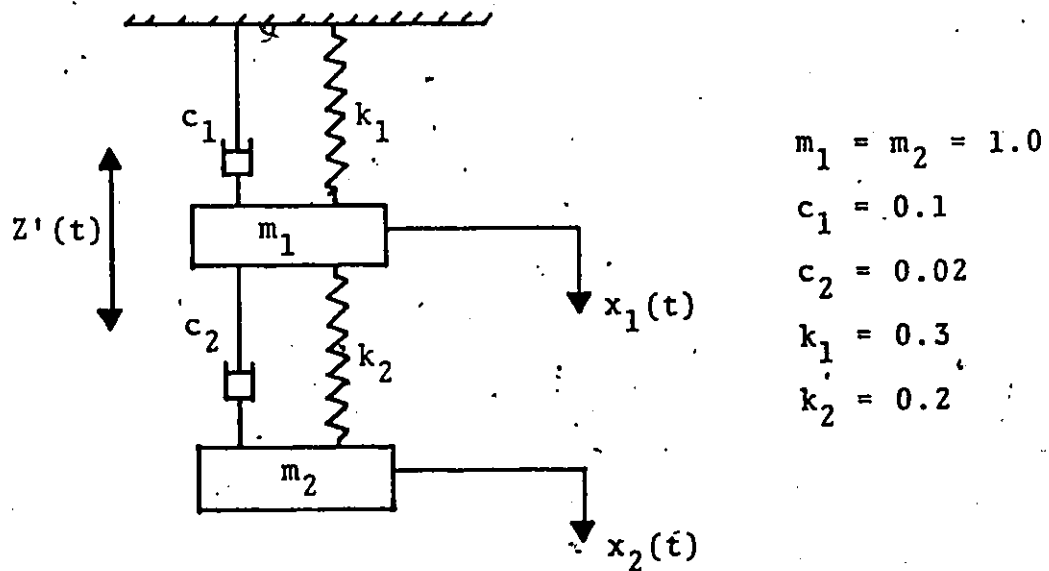 c₁
k₁
Z'(t)
m₁
x₁(t)
c₂
k₂
m₂
x₂(t)
m₁ = m₂ = 1.0
c₁ = 0.1
c₂ = 0.02
k₁ = 0.3
k₂ = 0.2